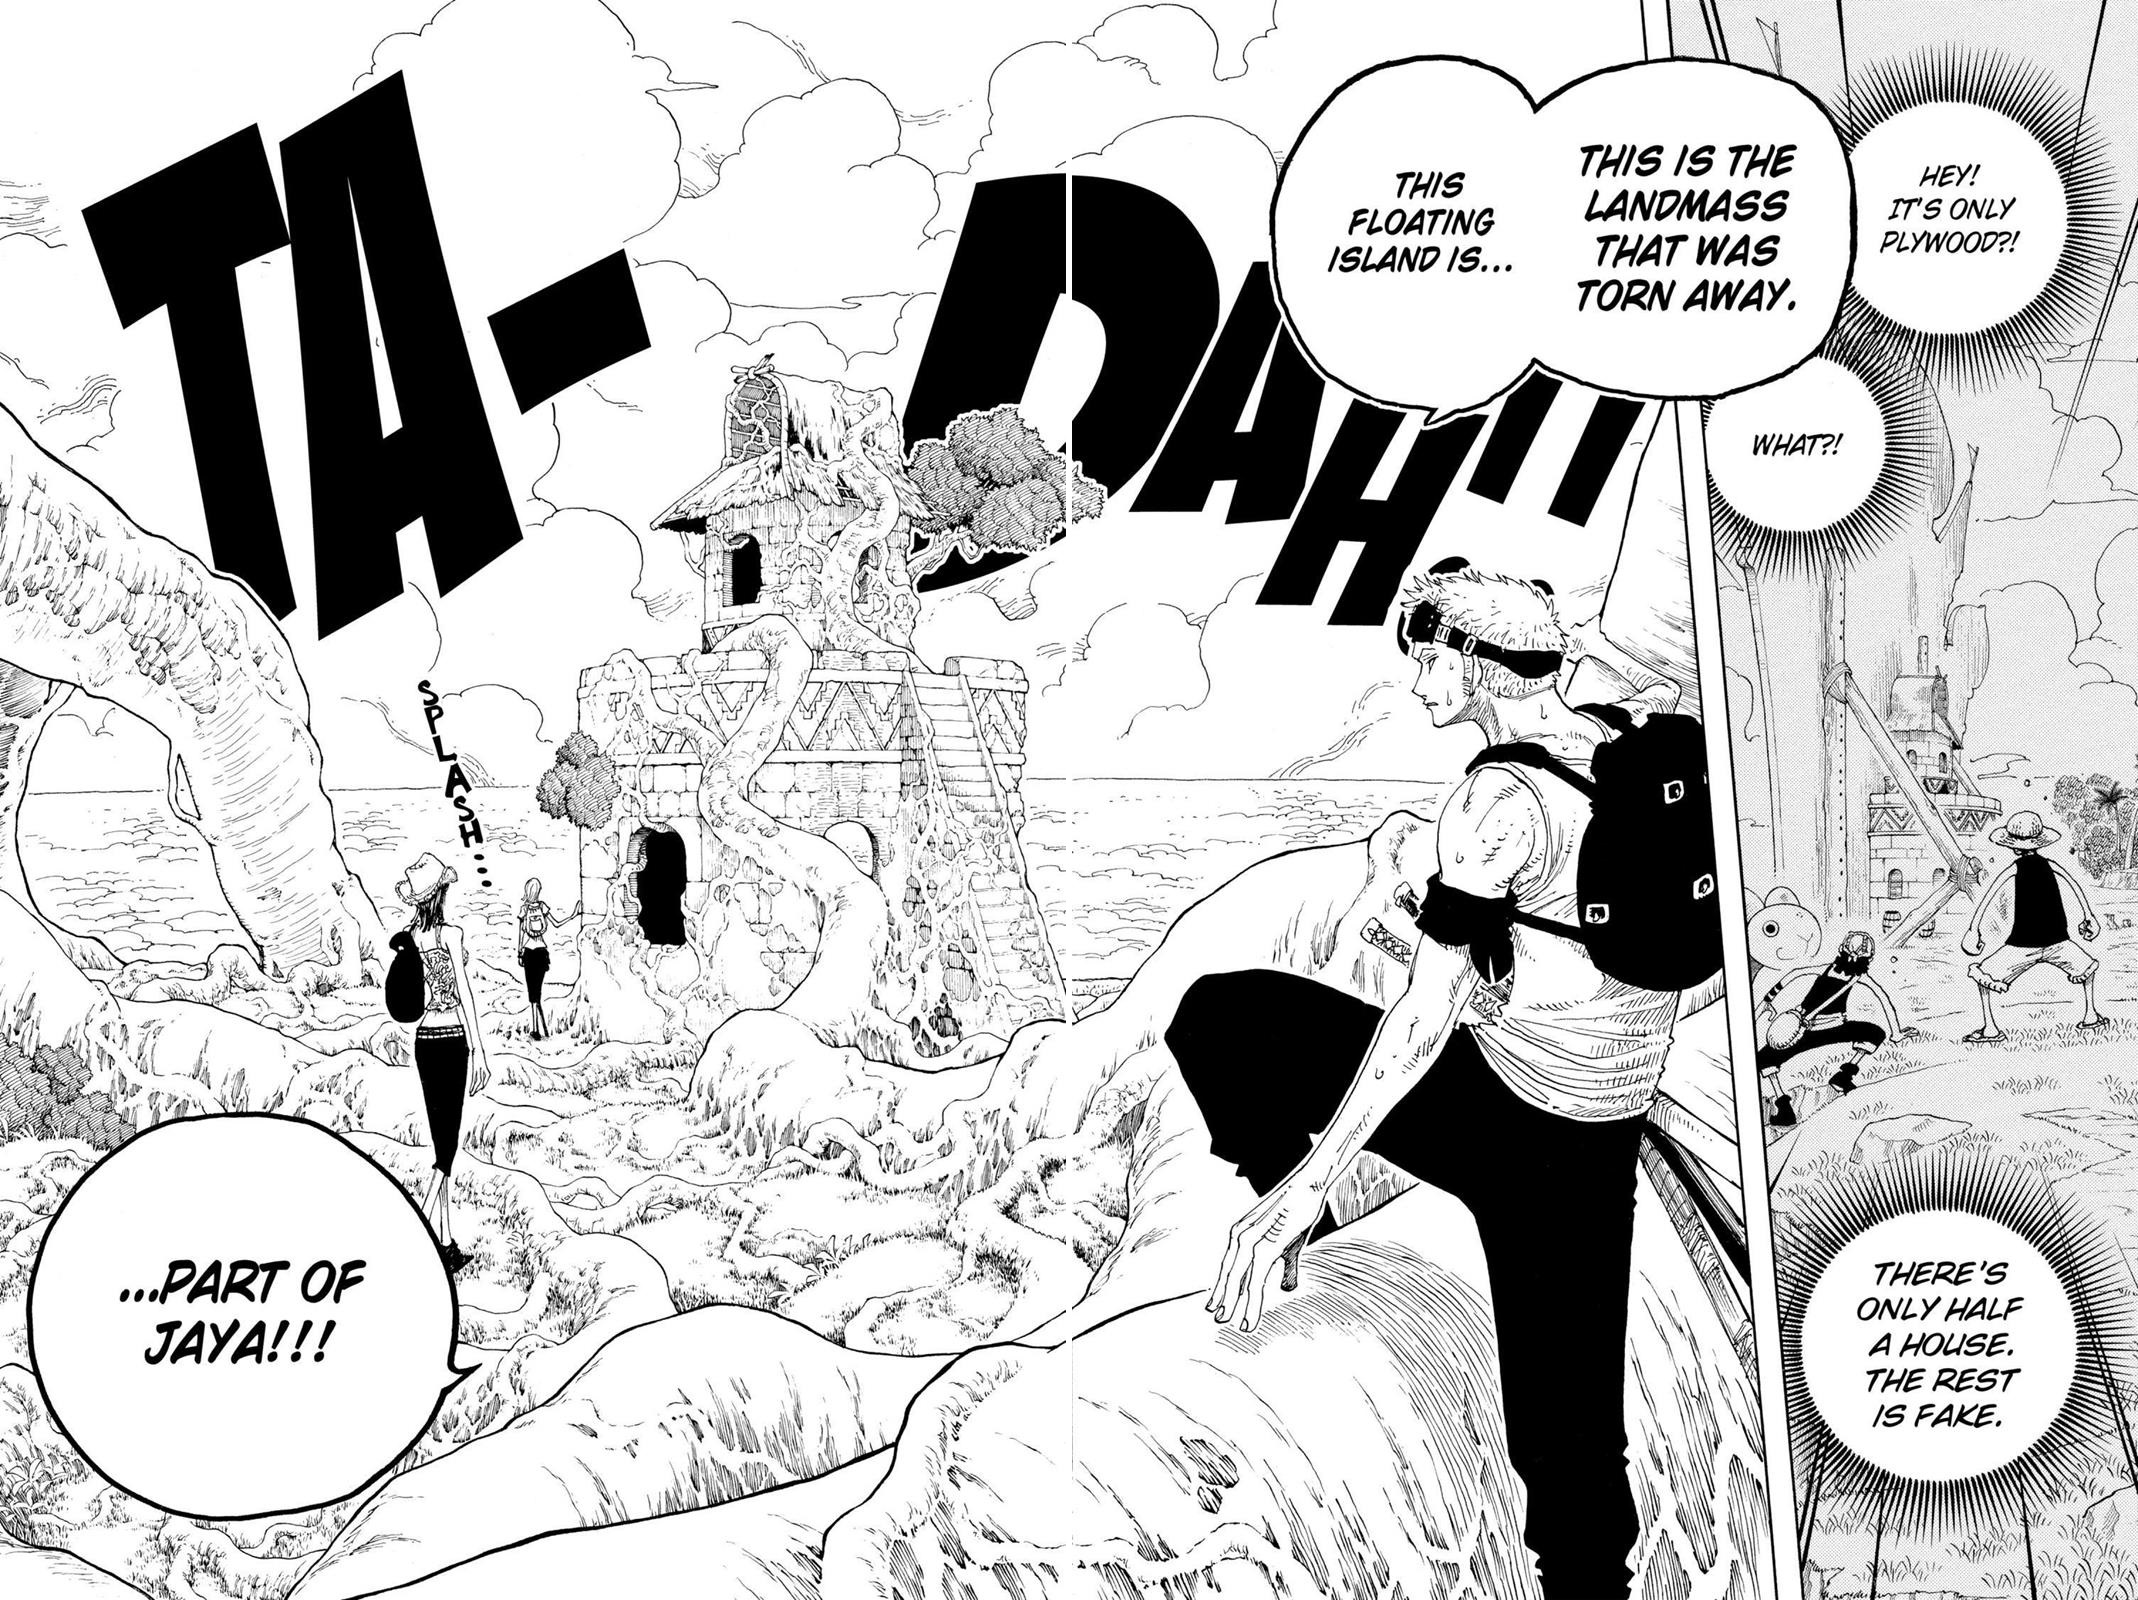 HEY!
IT'S ONLY
PLYWOOD?!
WHAT?!
THERE'S
ONLY HALF
A HOUSE.
THE REST
IS FAKE.
THIS IS THE
LANDMASS
THAT WAS
TORN AWAY.
THIS
FLOATING
ISLAND IS...
TA-DAH!!
SPLASH...
...PART OF
JAYA!!!